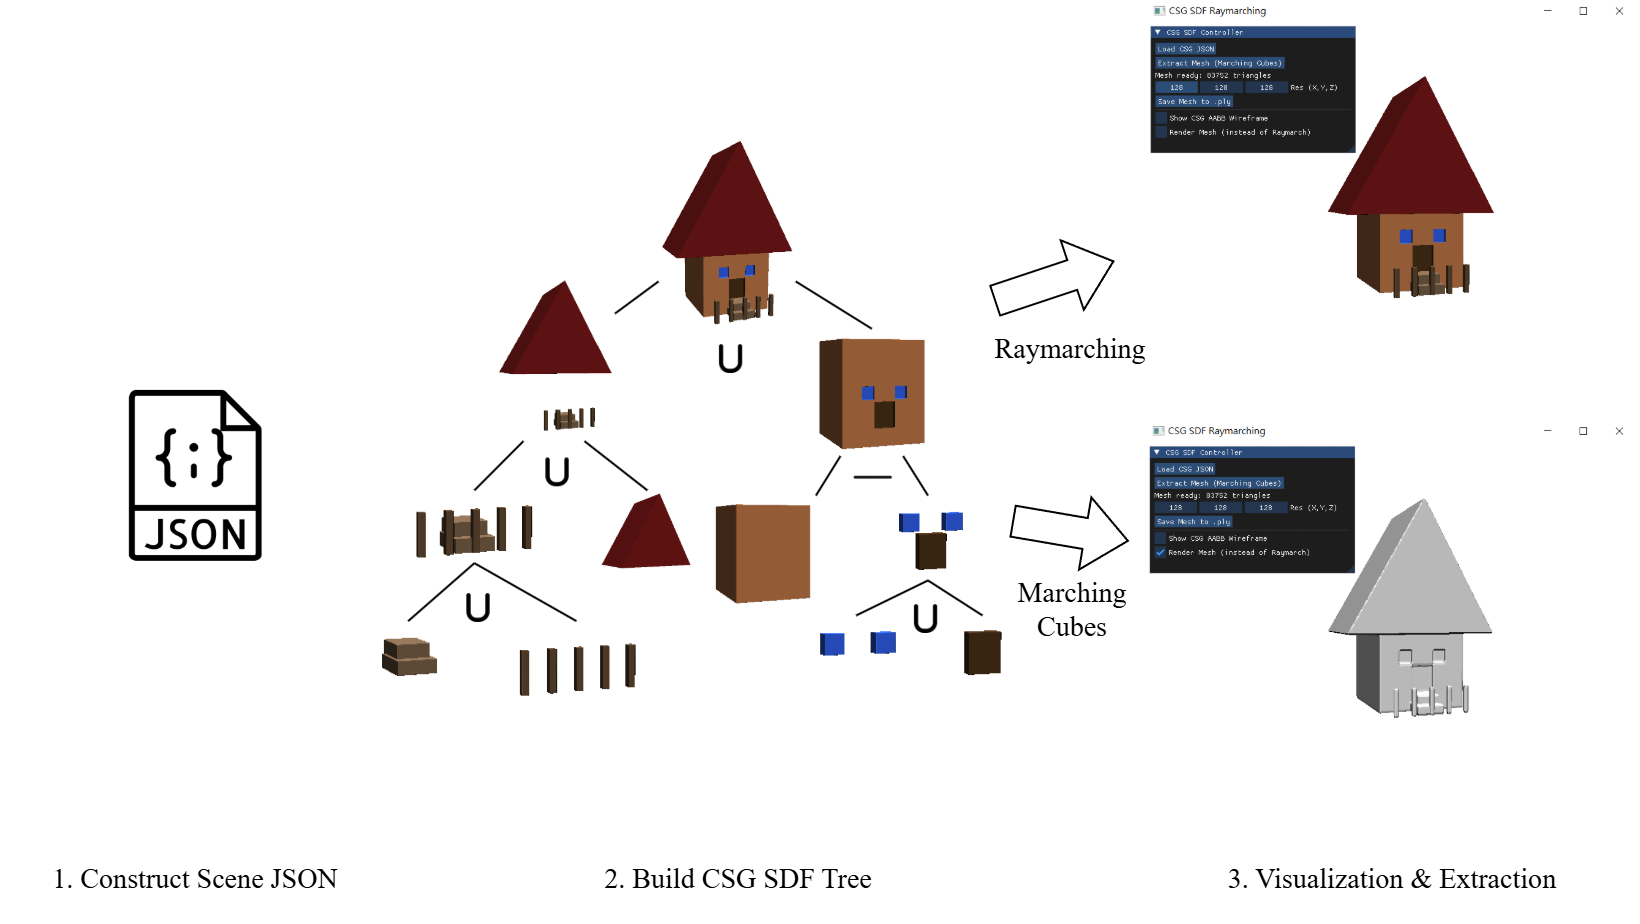 CSG SDF Raymarching
CSG SDF Controller
Load CSG JSON
Extract Mesh (Marching Cubes)
Mesh ready: 83752 triangles
128 128 128 Res (X,Y,Z)
Save Mesh to .ply
Show CSG AABB Wireframe
Render Mesh (instead of Raymarch)
U
Raymarching
{;}
JSON
U
—
CSG SDF Raymarching
CSG SDF Controller
Load CSG JSON
Extract Mesh (Marching Cubes)
Mesh ready: 83752 triangles
128 128 128 Res (X,Y,Z)
Save Mesh to .ply
Show CSG AABB Wireframe
Render Mesh (instead of Raymarch)
Marching
Cubes
U
U
1. Construct Scene JSON
2. Build CSG SDF Tree
3. Visualization & Extraction